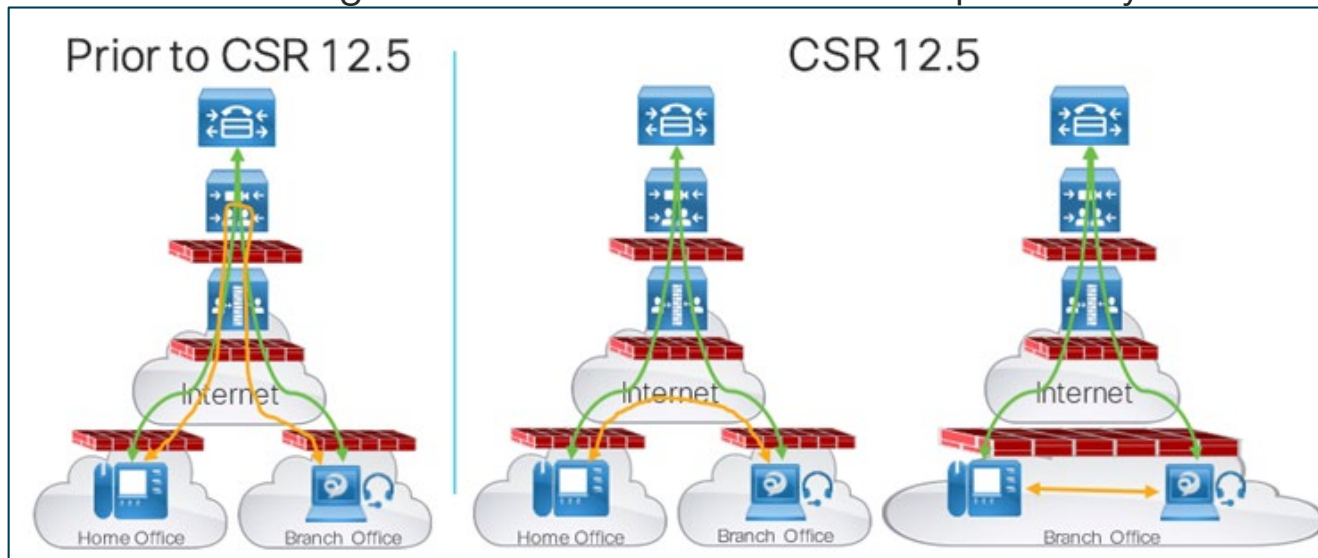 Prior to CSR 12.5
CSR 12.5
Internet
Internet
Internet
Home Office
Branch Office
Home Office
Branch Office
Branch Office